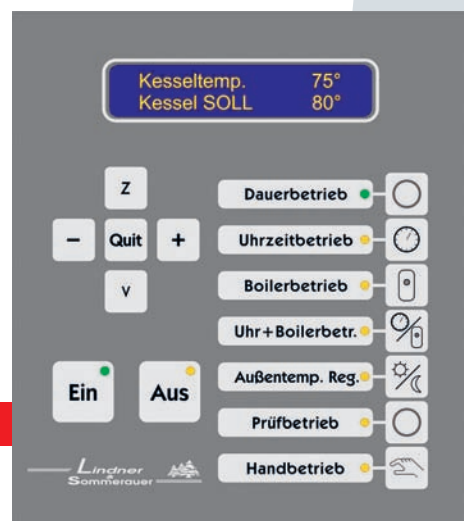 Kesseltemp. 75°
Kessel SOLL 80°
Z
- Quit +
v
Ein Aus
Dauerbetrieb
Uhrzeitbetrieb
Boilerbetrieb
Uhr+Boilerbetr.
Außentemp. Reg.
Prüfbetrieb
Handbetrieb
Lindner
Sommerauer